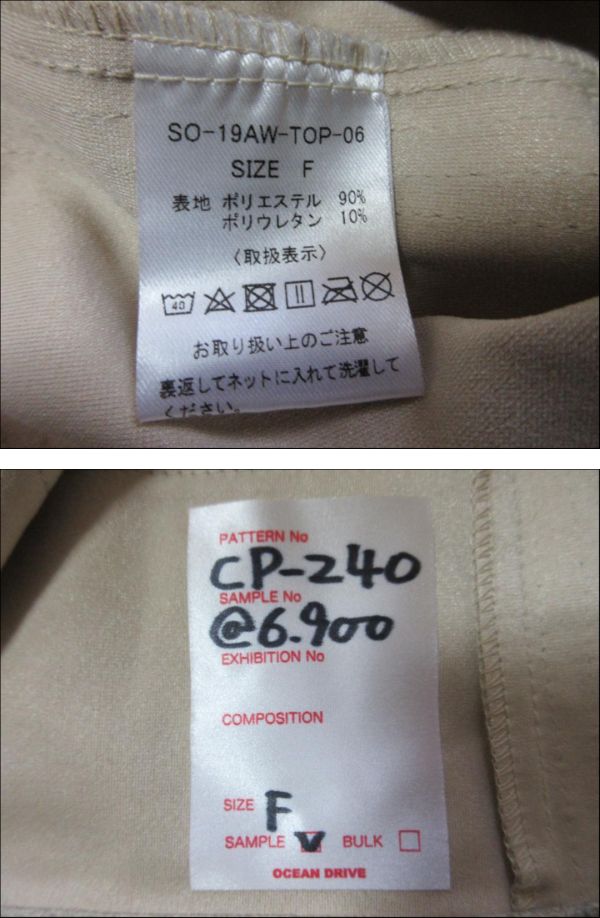 SO-19AW-TOP-06
SIZE F
表地 ポリエステル 90%
ポリウレタン 10%
〈取扱表示〉
40
お取り扱い上のご注意
裏返してネットに入れて洗濯して
ください。
PATTERN No
CP-240
SAMPLE No
@6.900
EXHIBITION No
COMPOSITION
SIZE F
SAMPLE BULK
OCEAN DRIVE